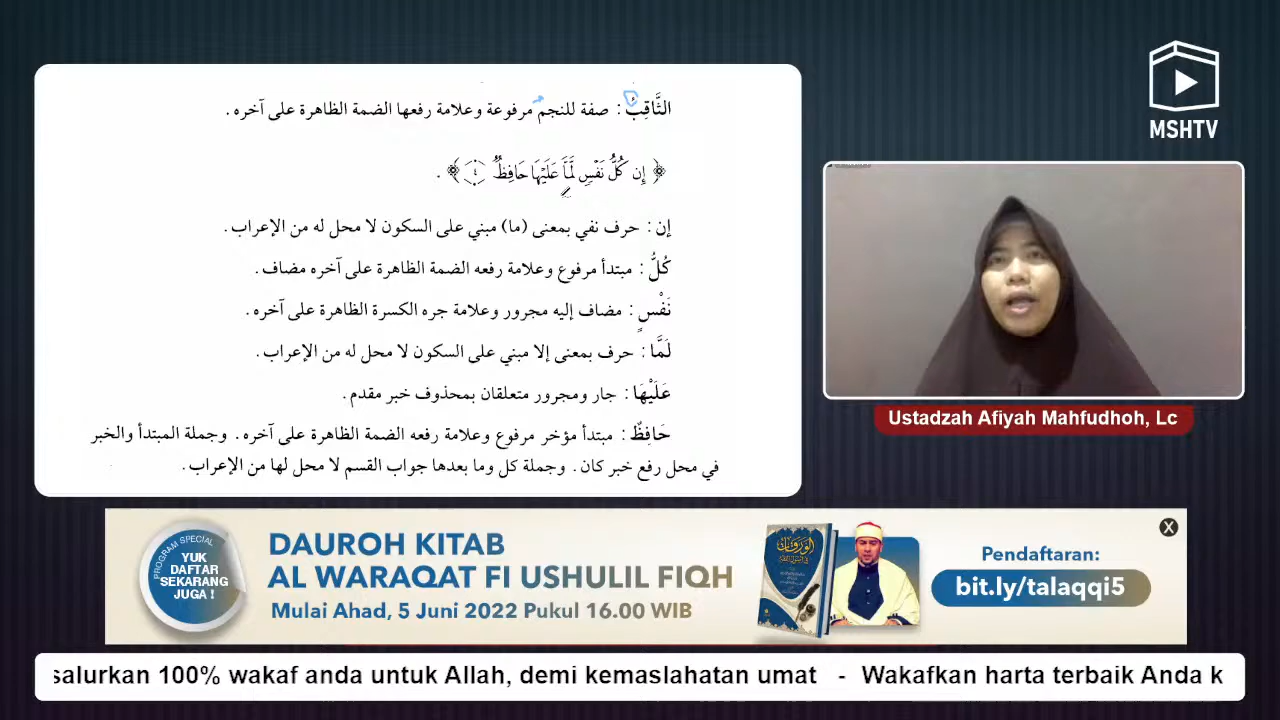 الثَّاقِبُ : صفة للنجم مرفوعة وعلامة رفعها الضمة الظاهرة على آخره .
﴿ إِن كُلُّ نَفْسٍ لَّمَّا عَلَيْهَا حَافِظٌ ٤ ﴾ .
إن : حرف نفي بمعنى (ما) مبني على السكون لا محل له من الإعراب .
كُلُّ : مبتدأ مرفوع وعلامة رفعه الضمة الظاهرة على آخره مضاف .
نَفْسٍ : مضاف إليه مجرور وعلامة جره الكسرة الظاهرة على آخره .
لَمَّا : حرف بمعنى إلا مبني على السكون لا محل له من الإعراب .
عَلَيْهَا : جار ومجرور متعلقان بمحذوف خبر مقدم .
حَافِظٌ : مبتدأ مؤخر مرفوع وعلامة رفعه الضمة الظاهرة على آخره . وجملة المبتدأ والخبر
في محل رفع خبر كان . وجملة كل وما بعدها جواب القسم لا محل لها من الإعراب .
MSHTV
Ustadzah Afiyah Mahfudhoh, Lc
PROGRAM SPECIAL
YUK
DAFTAR
SEKARANG
JUGA !
DAUROH KITAB
AL WARAQAT FI USHULIL FIQH
Mulai Ahad, 5 Juni 2022 Pukul 16.00 WIB
الورقات
Pendaftaran:
bit.ly/talaqqi5
X
salurkan 100% wakaf anda untuk Allah, demi kemaslahatan umat - Wakafkan harta terbaik Anda k